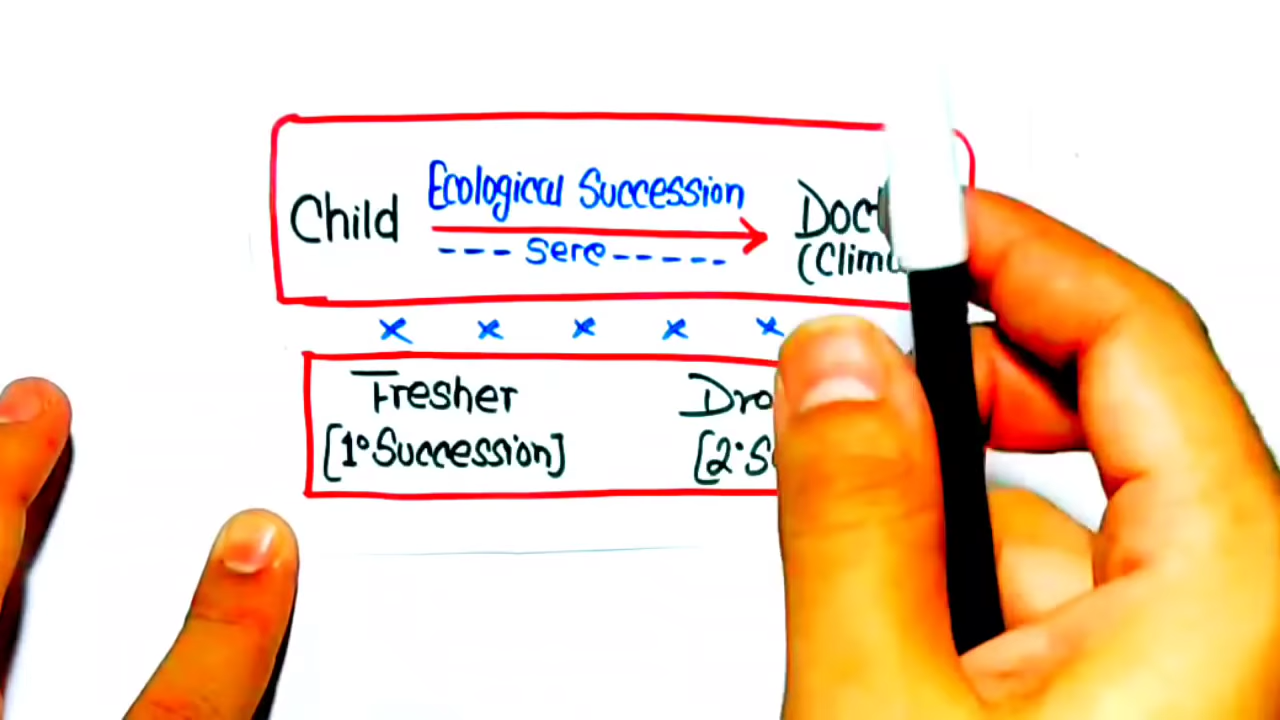 Child Ecological Succession
--- Sere -----
Fresher
[1° Succession]